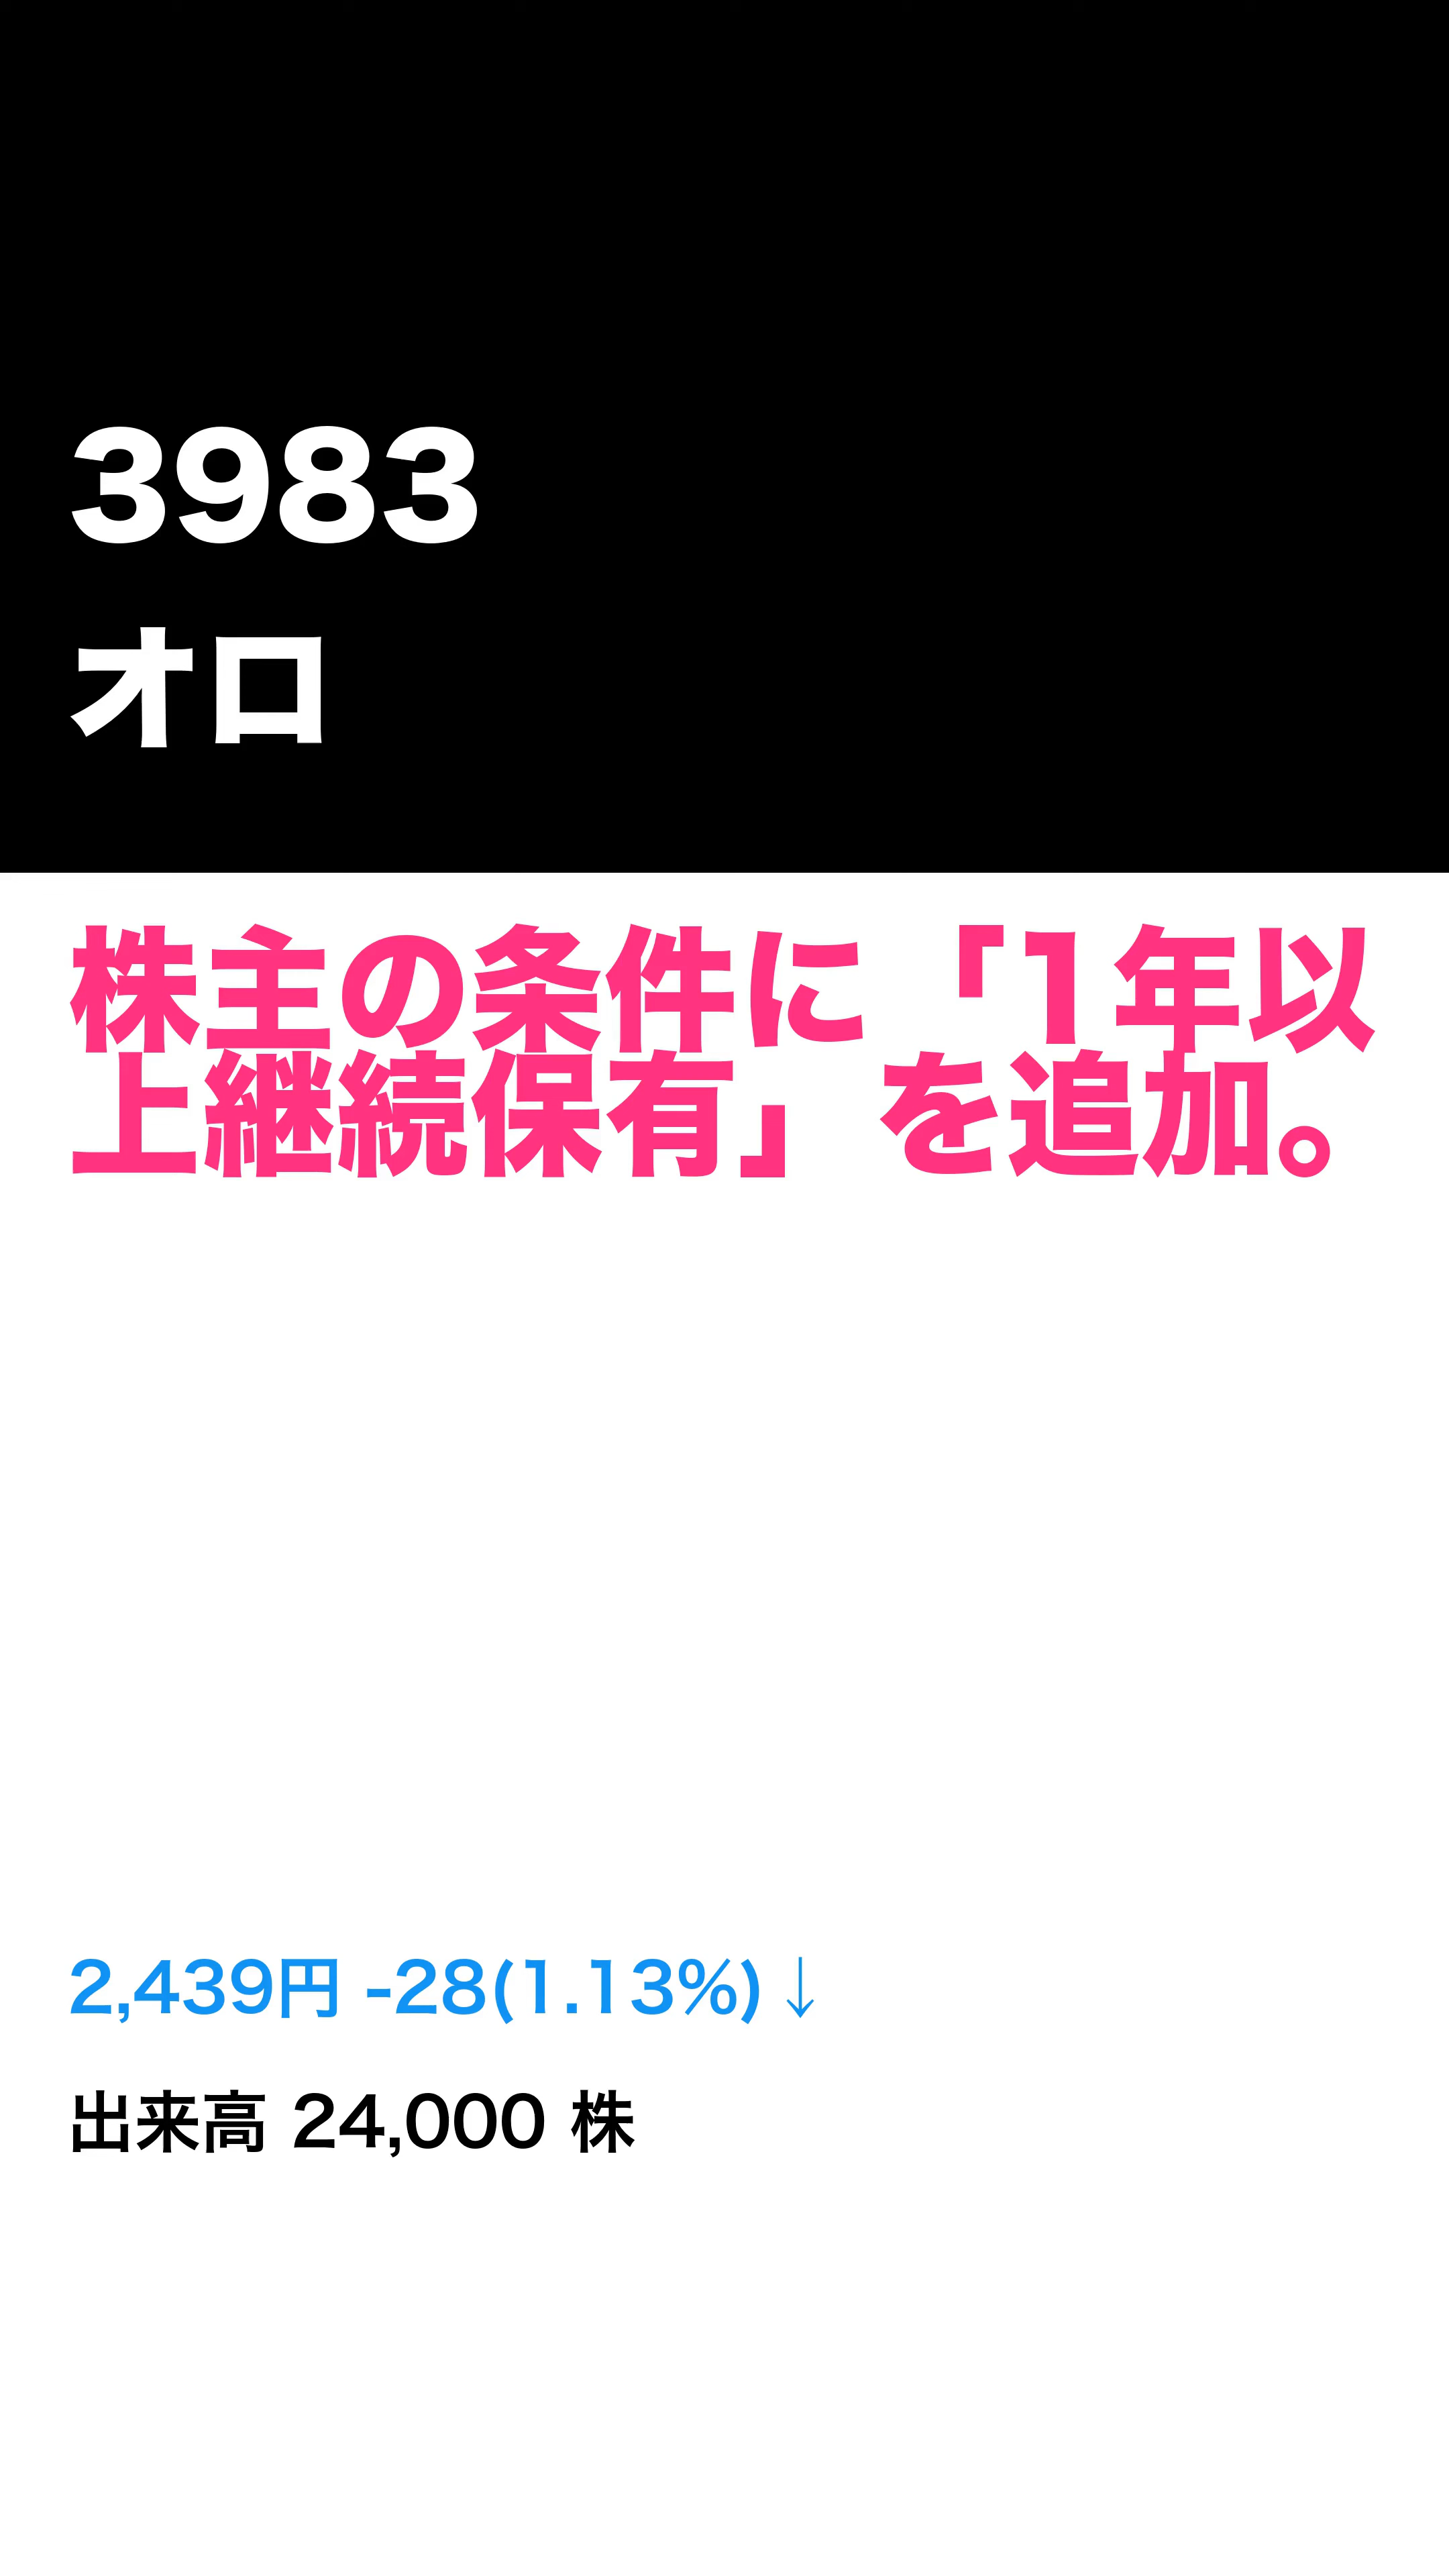 3983
オロ
株主の条件に「1年以
上継続保有」を追加。
2,439円 -28(1.13%)↓
出来高 24,000 株